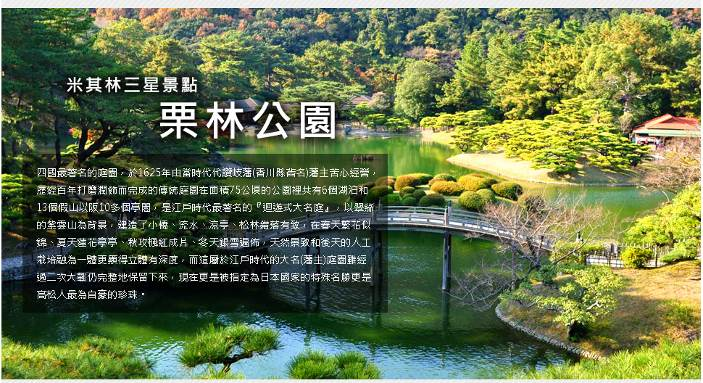 米其林三星景點
栗林公園
四國最著名的庭園，於1625年由當時代代讚岐藩(香川縣舊名)藩主苦心經營，
歷經百年打磨潤飾而完成的傳統庭園在面積75公頃的公園裡共有6個湖泊和
13個假山以級10多個亭閣，是江戶時代最著名的『迴遊式大名庭』，以翠綠
的紫雲山為背景，建造了小橋、流水、涼亭、松林錯落有致，在春天繁花似
錦、夏天蓮花亭亭、秋夜楓紅成片、冬天銀雪遍佈，天然景致和後天的人工
栽培融為一體更顯得立體有深度，而這屬於江戶時代的大名(藩主)庭園雖經
過二次大戰仍完整地保留下來，現在更是被指定為日本國家的特殊名勝更是
高松人最為自豪的珍珠。